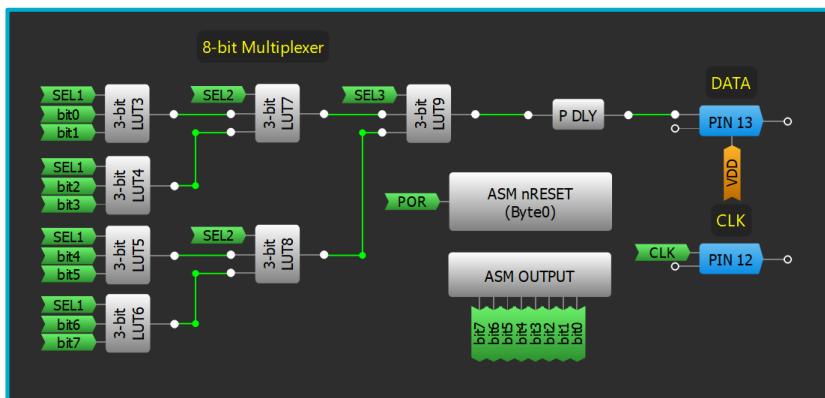 8-bit Multiplexer
SEL1
bit0
bit1
3-bit
LUT3
SEL2
3-bit
LUT7
SEL3
3-bit
LUT9
P DLY
DATA
PIN 13
VDD
SEL1
bit2
bit3
3-bit
LUT4
POR
ASM nRESET
(Byte0)
CLK
SEL1
bit4
bit5
3-bit
LUT5
SEL2
3-bit
LUT8
CLK
PIN 12
ASM OUTPUT
SEL1
bit6
bit7
3-bit
LUT6
bit7
bit6
bit5
bit4
bit3
bit2
bit1
bit0